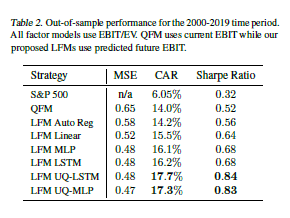 Table 2. Out-of-sample performance for the 2000-2019 time period.
All factor models use EBIT/EV. QFM uses current EBIT while our
proposed LFMs use predicted future EBIT.
Strategy MSE CAR Sharpe Ratio
S&P 500 n/a 6.05% 0.32
QFM 0.65 14.0% 0.52
LFM Auto Reg 0.58 14.2% 0.56
LFM Linear 0.52 15.5% 0.64
LFM MLP 0.48 16.1% 0.68
LFM LSTM 0.48 16.2% 0.68
LFM UQ-LSTM 0.48 17.7% 0.84
LFM UQ-MLP 0.47 17.3% 0.83